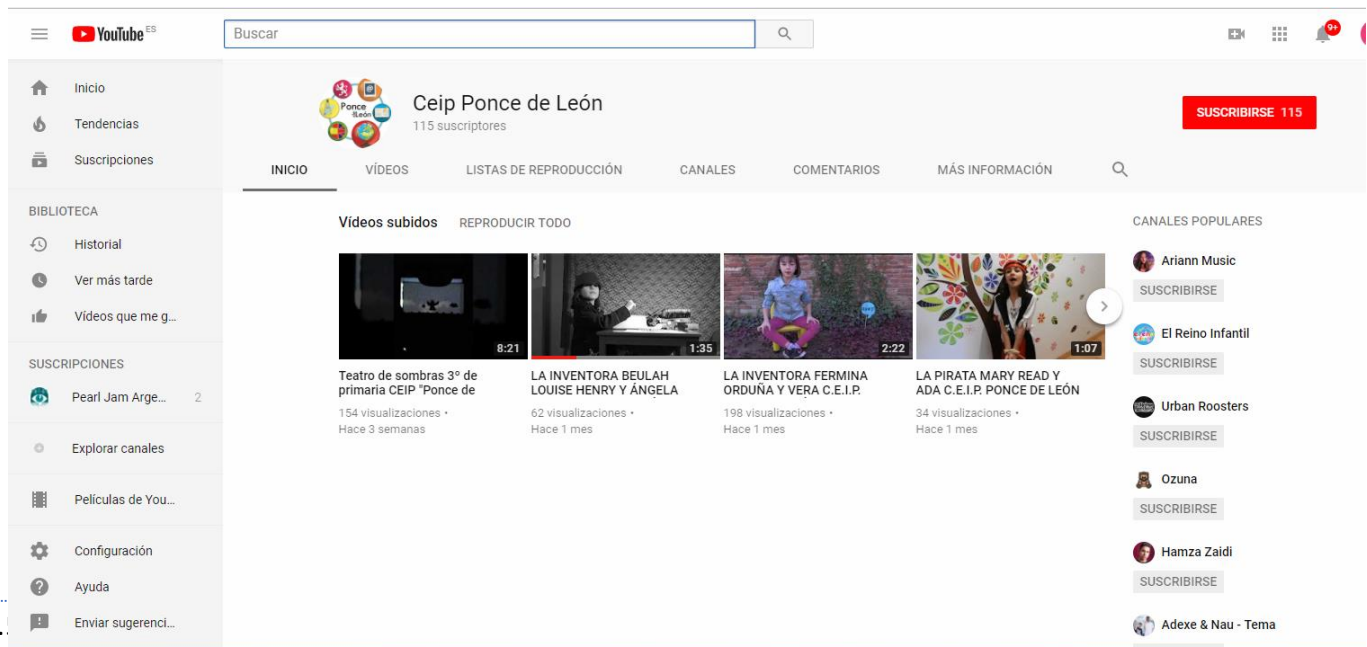 YouTube ES
Buscar
9+
Inicio
Tendencias
Suscripciones
BIBLIOTECA
Historial
Ver más tarde
Vídeos que me g...
SUSCRIPCIONES
Pearl Jam Arge... 2
Explorar canales
Películas de You...
Configuración
Ayuda
Enviar sugerenci...
Ponce
de León
Ceip Ponce de León
115 suscriptores
SUSCRIBIRSE 115
INICIO VÍDEOS LISTAS DE REPRODUCCIÓN CANALES COMENTARIOS MÁS INFORMACIÓN
Vídeos subidos REPRODUCIR TODO
8:21
Teatro de sombras 3º de
primaria CEIP "Ponce de
154 visualizaciones •
Hace 3 semanas
1:35
LA INVENTORA BEULAH
LOUISE HENRY Y ÁNGELA
62 visualizaciones •
Hace 1 mes
2:22
LA INVENTORA FERMINA
ORDUÑA Y VERA C.E.I.P.
198 visualizaciones •
Hace 1 mes
1:07
LA PIRATA MARY READ Y
ADA C.E.I.P. PONCE DE LEÓN
34 visualizaciones •
Hace 1 mes
CANALES POPULARES
Ariann Music
SUSCRIBIRSE
El Reino Infantil
SUSCRIBIRSE
Urban Roosters
SUSCRIBIRSE
Ozuna
SUSCRIBIRSE
Hamza Zaidi
SUSCRIBIRSE
Adexe & Nau - Tema